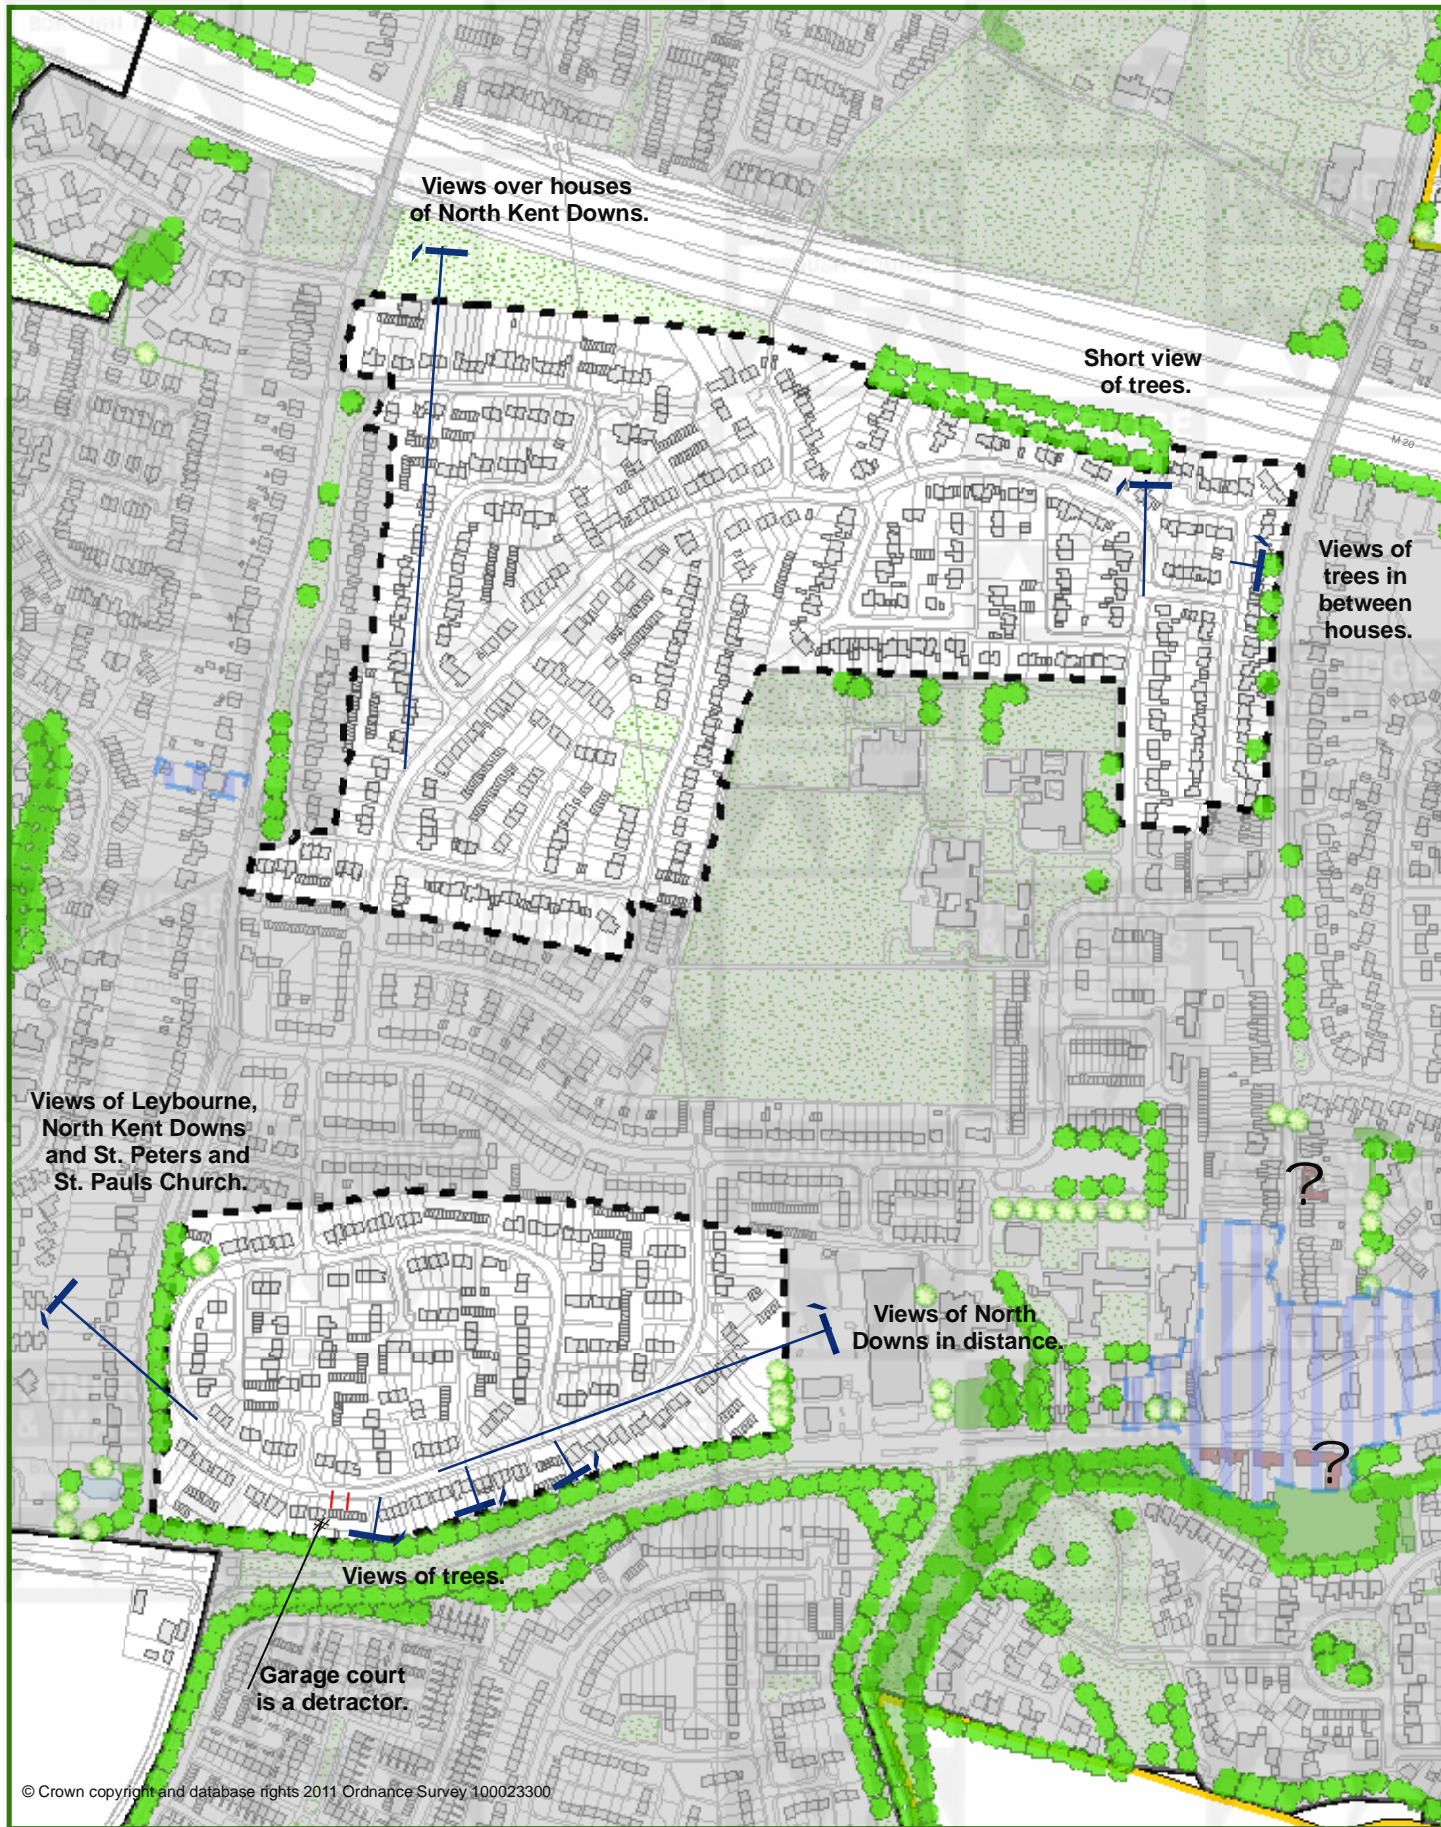 Views over houses
of North Kent Downs.
Short view
of trees.
M 20
Views of
trees in
between
houses.
Views of Leybourne,
North Kent Downs
and St. Peters and
St. Pauls Church.
?
Views of North
Downs in distance.
?
Views of trees.
Garage court
is a detractor.
© Crown copyright and database rights 2011 Ordnance Survey 100023300